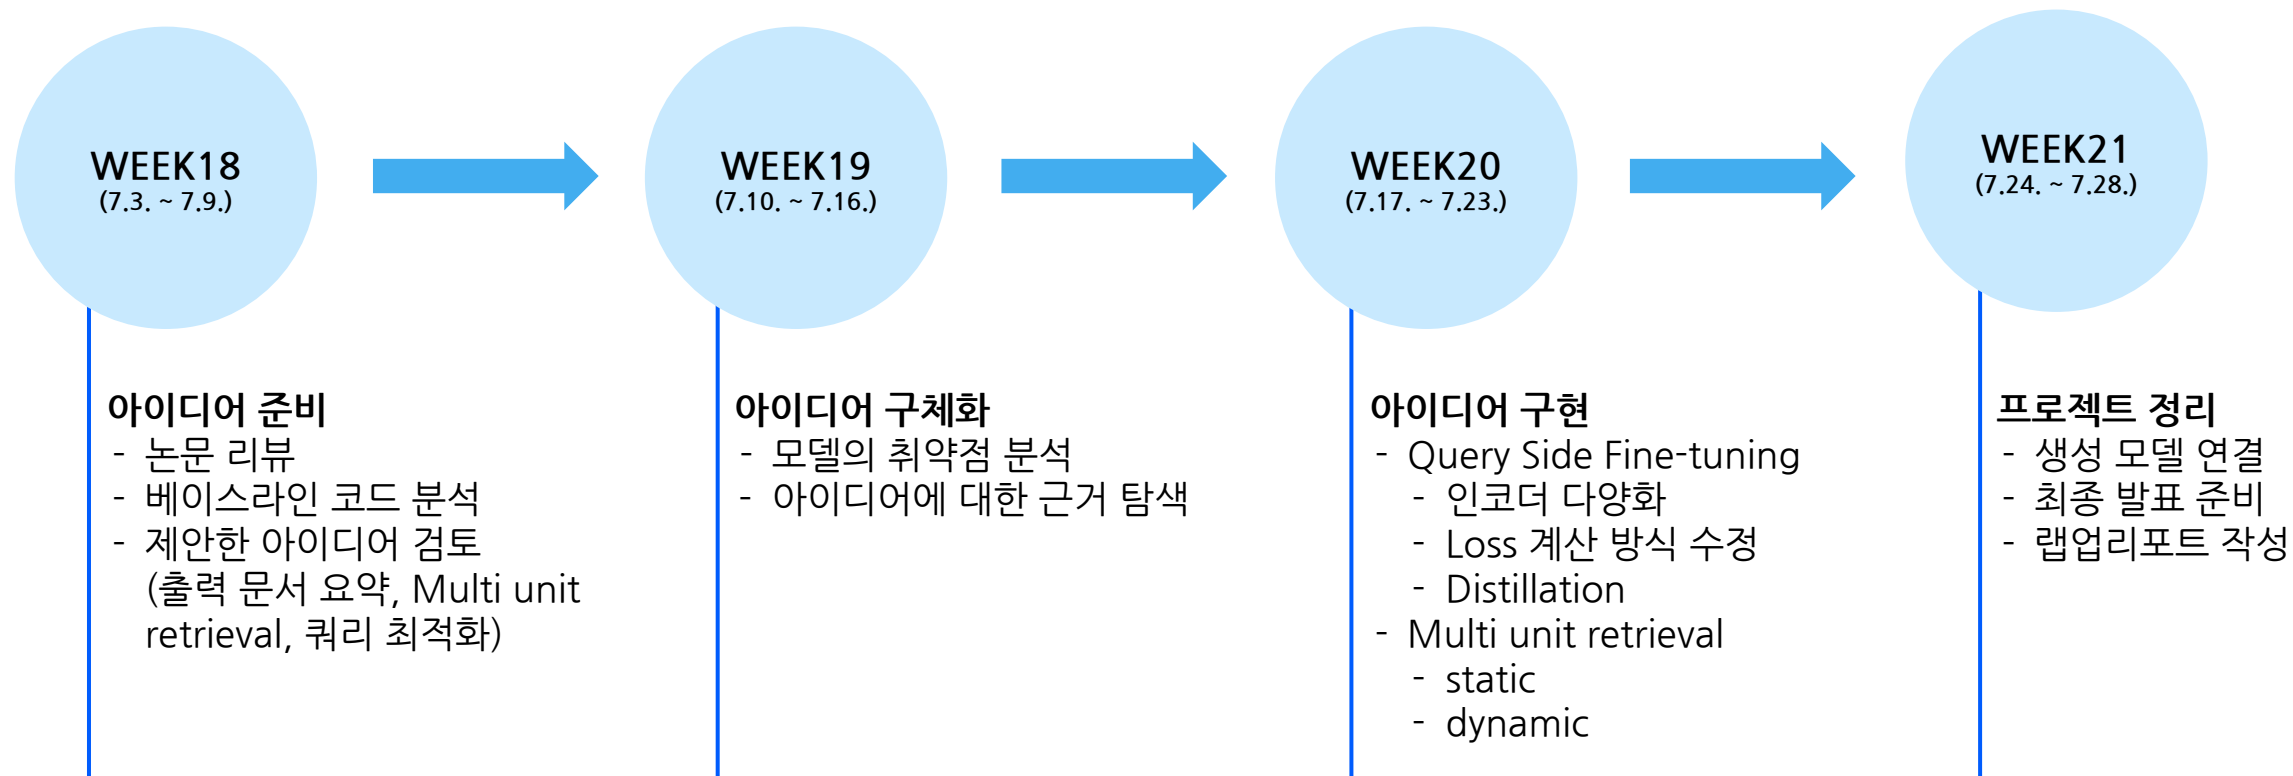 WEEK18
(7.3. ~ 7.9.)
아이디어 준비
- 논문 리뷰
- 베이스라인 코드 분석
- 제안한 아이디어 검토
(출력 문서 요약, Multi unit
retrieval, 쿼리 최적화)
WEEK19
(7.10. ~ 7.16.)
아이디어 구체화
- 모델의 취약점 분석
- 아이디어에 대한 근거 탐색
WEEK20
(7.17. ~ 7.23.)
아이디어 구현
- Query Side Fine-tuning
- 인코더 다양화
- Loss 계산 방식 수정
- Distillation
- Multi unit retrieval
- static
- dynamic
WEEK21
(7.24. ~ 7.28.)
프로젝트 정리
- 생성 모델 연결
- 최종 발표 준비
- 랩업리포트 작성